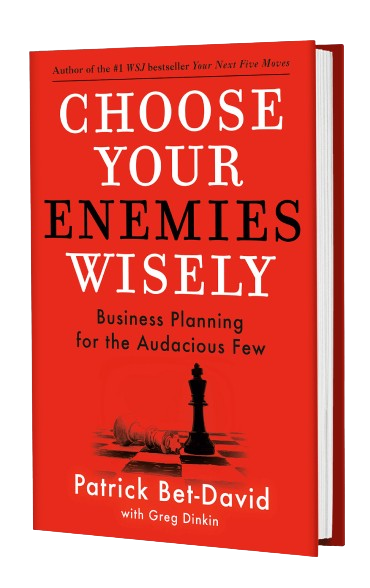 Author of the #1 WSJ bestseller Your Next Five Moves
CHOOSE
YOUR
ENEMIES
WISELY
Business Planning
for the Audacious Few
Patrick Bet-David
with Greg Dinkin